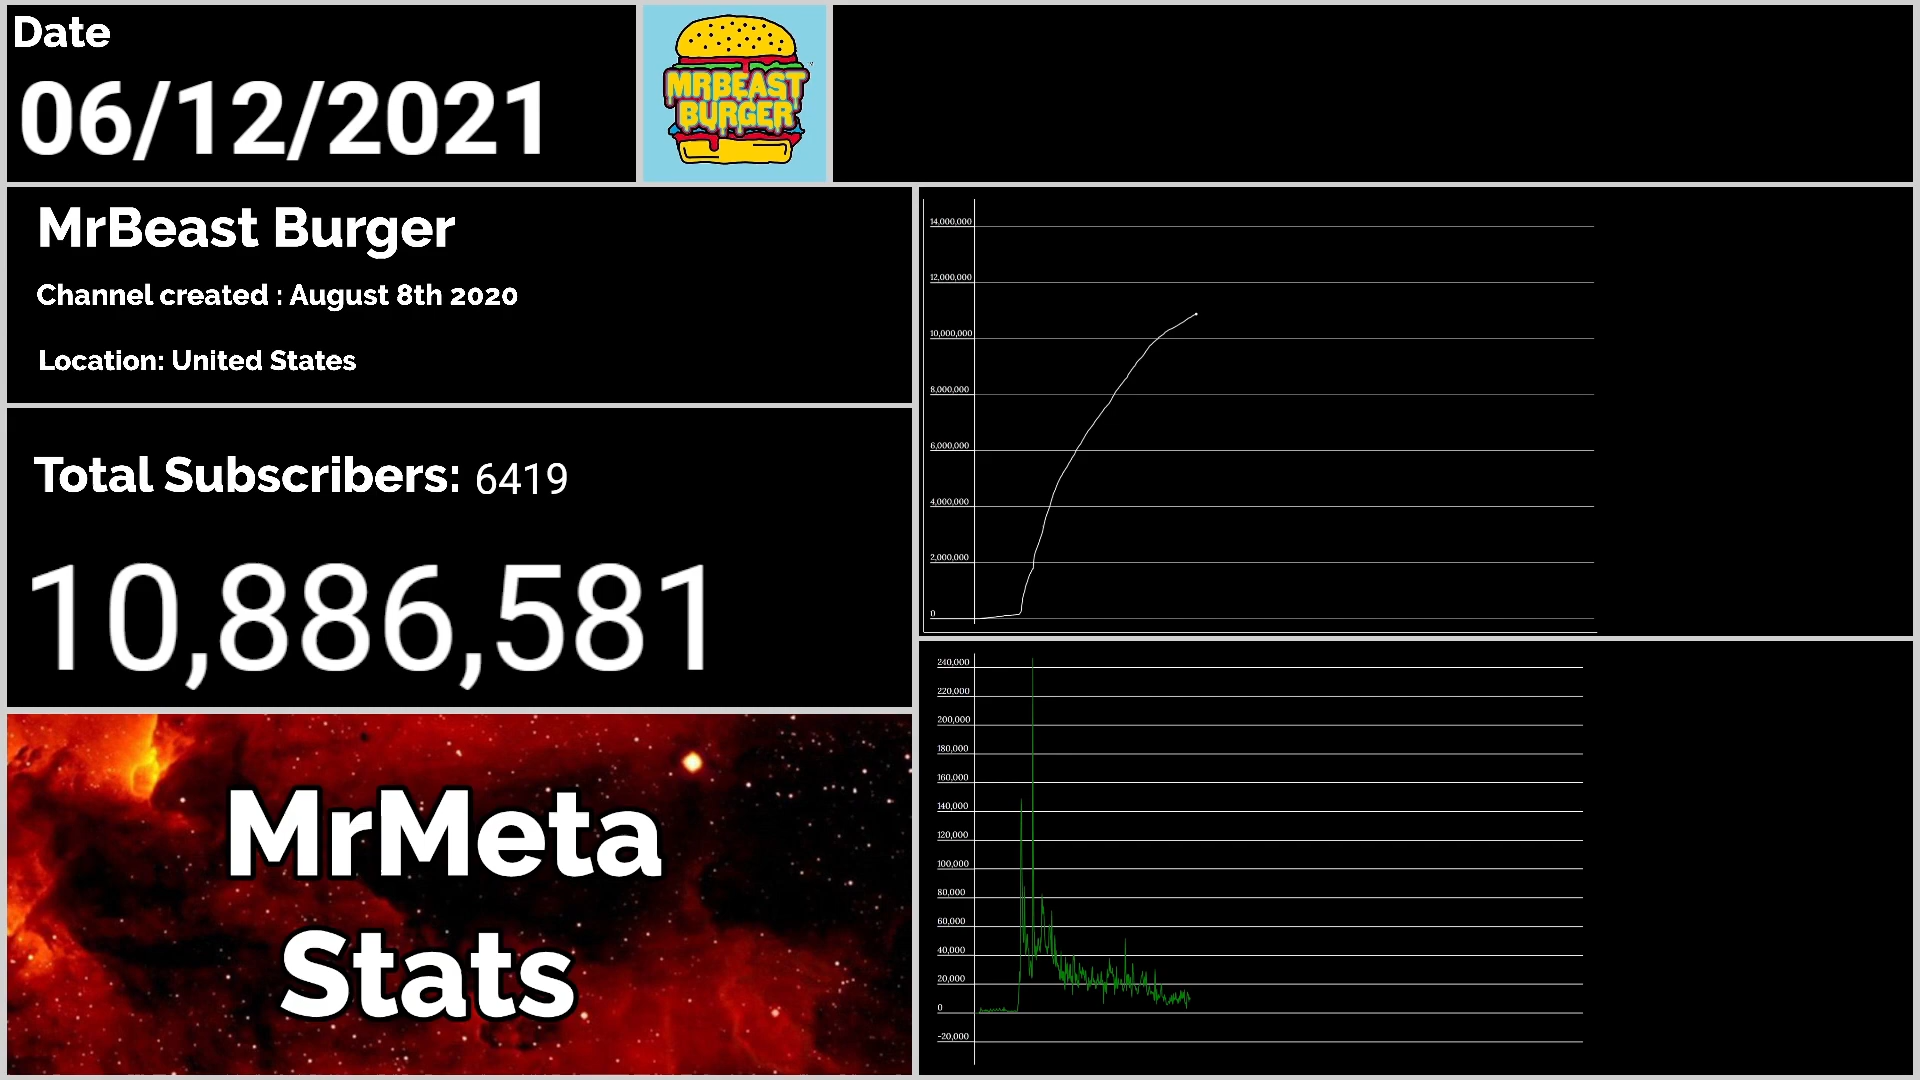 Date
06/12/2021
MRBEAST
BURGER
MrBeast Burger
Channel created : August 8th 2020
Location: United States
Total Subscribers: 6419
10,886,581
MrMeta
Stats
14,000,000
12,000,000
10,000,000
8,000,000
6,000,000
4,000,000
2,000,000
0
240,000
220,000
200,000
180,000
160,000
140,000
120,000
100,000
80,000
60,000
40,000
20,000
0
-20,000